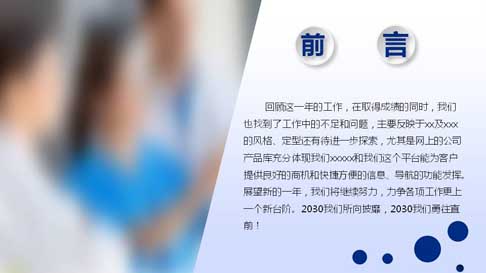 前 言
回顾这一年的工作，在取得成绩的同时，我们
也找到了工作中的不足和问题，主要反映于xx及xxx
的风格、定型还有待进一步探索，尤其是网上的公司
产品库充分体现我们xxxxx和我们这个平台能为客户
提供良好的商机和快捷方便的信息、导航的功能发挥。
展望新的一年，我们将继续努力，力争各项工作更上
一个新台阶。2030我们所向披靡，2030我们勇往直
前！